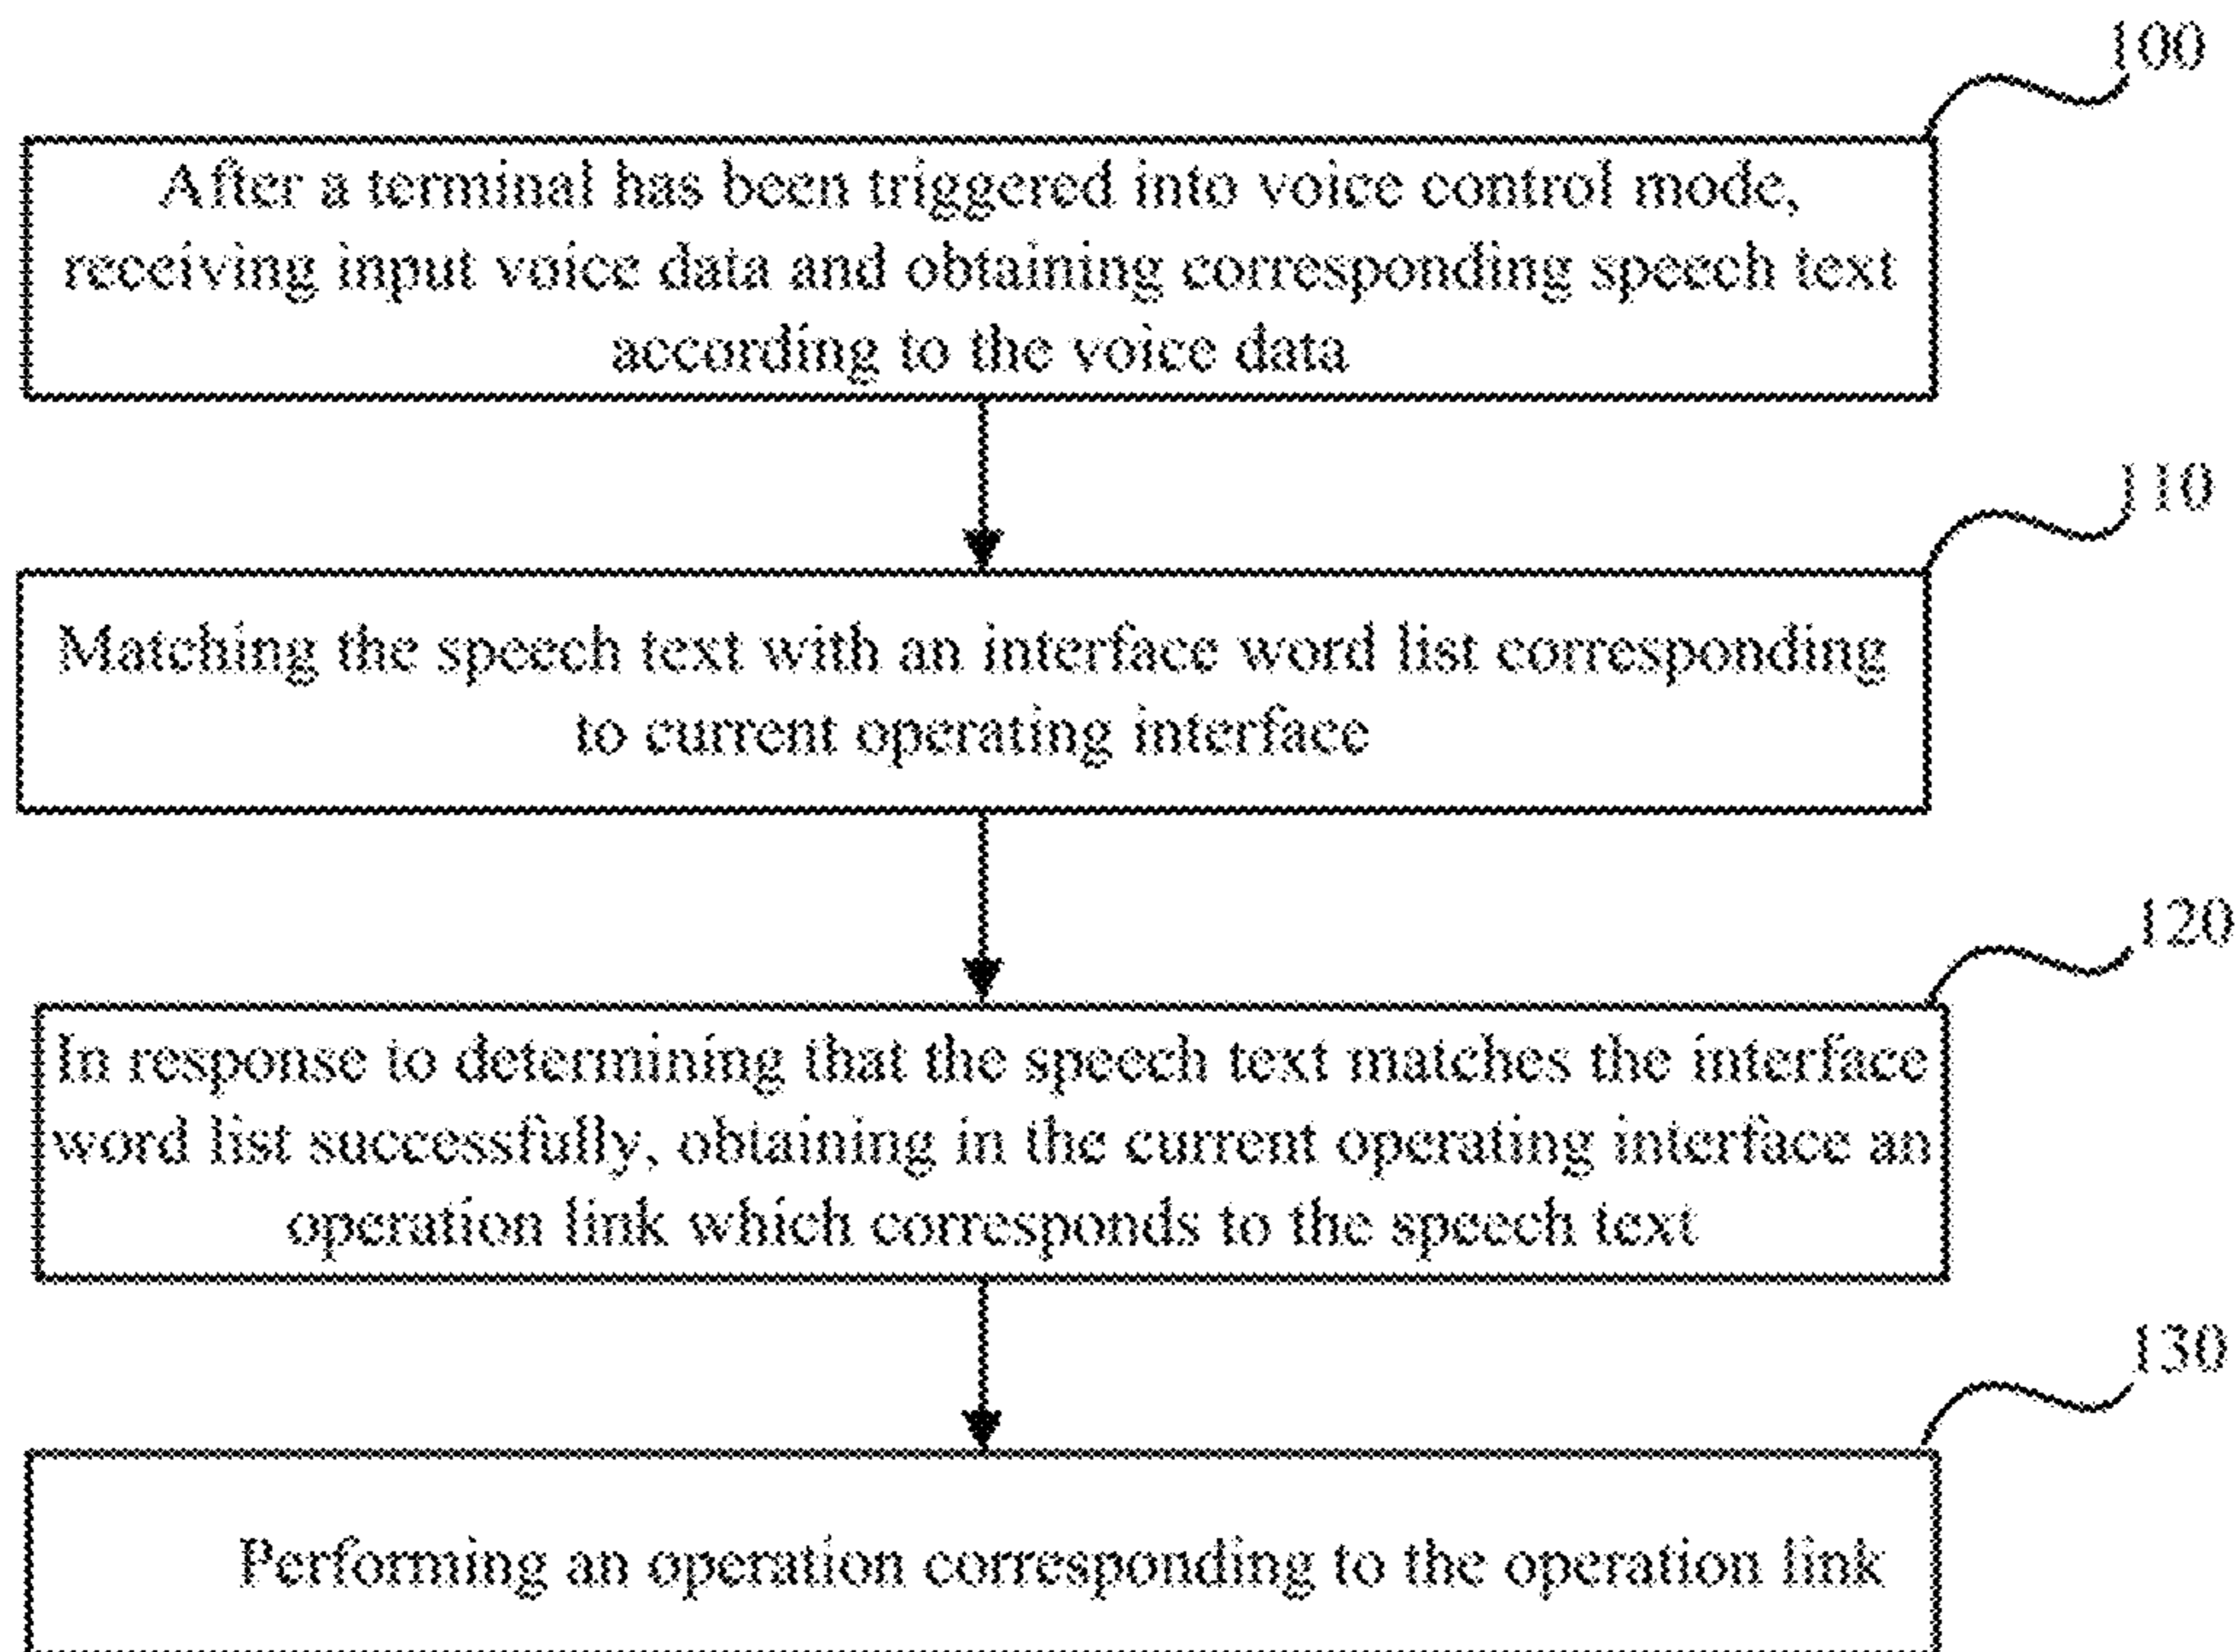 100
After a terminal has been triggered into voice control mode,
receiving input voice data and obtaining corresponding speech text
according to the voice data
110
Matching the speech text with an interface word list corresponding
to current operating interface
120
In response to determining that the speech text matches the interface
word list successfully, obtaining in the current operating interface an
operation link which corresponds to the speech text
130
Performing an operation corresponding to the operation link